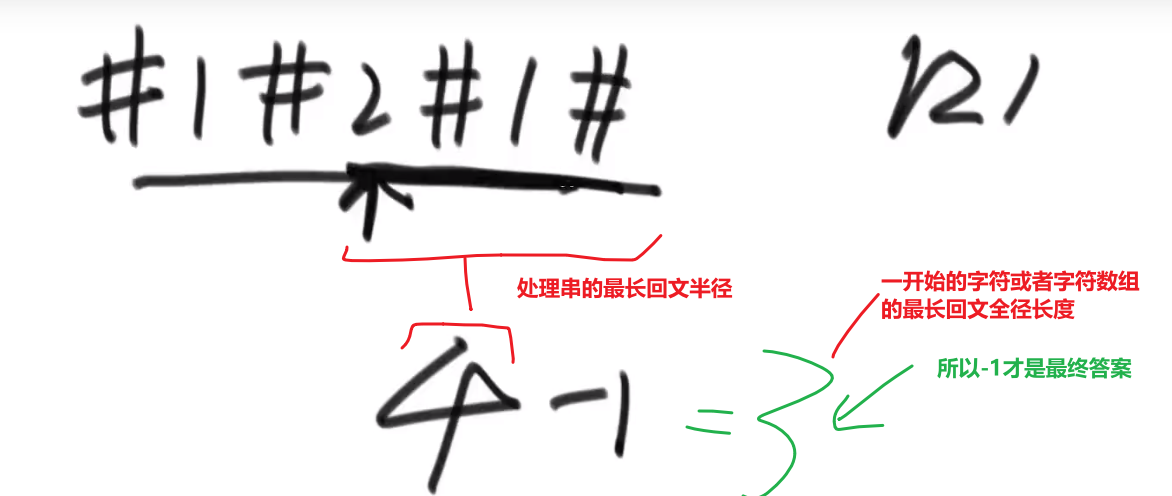 #1#2#1# 121
处理串的最长回文半径
一开始的字符或者字符数组
的最长回文全径长度
所以-1才是最终答案
4-1=3